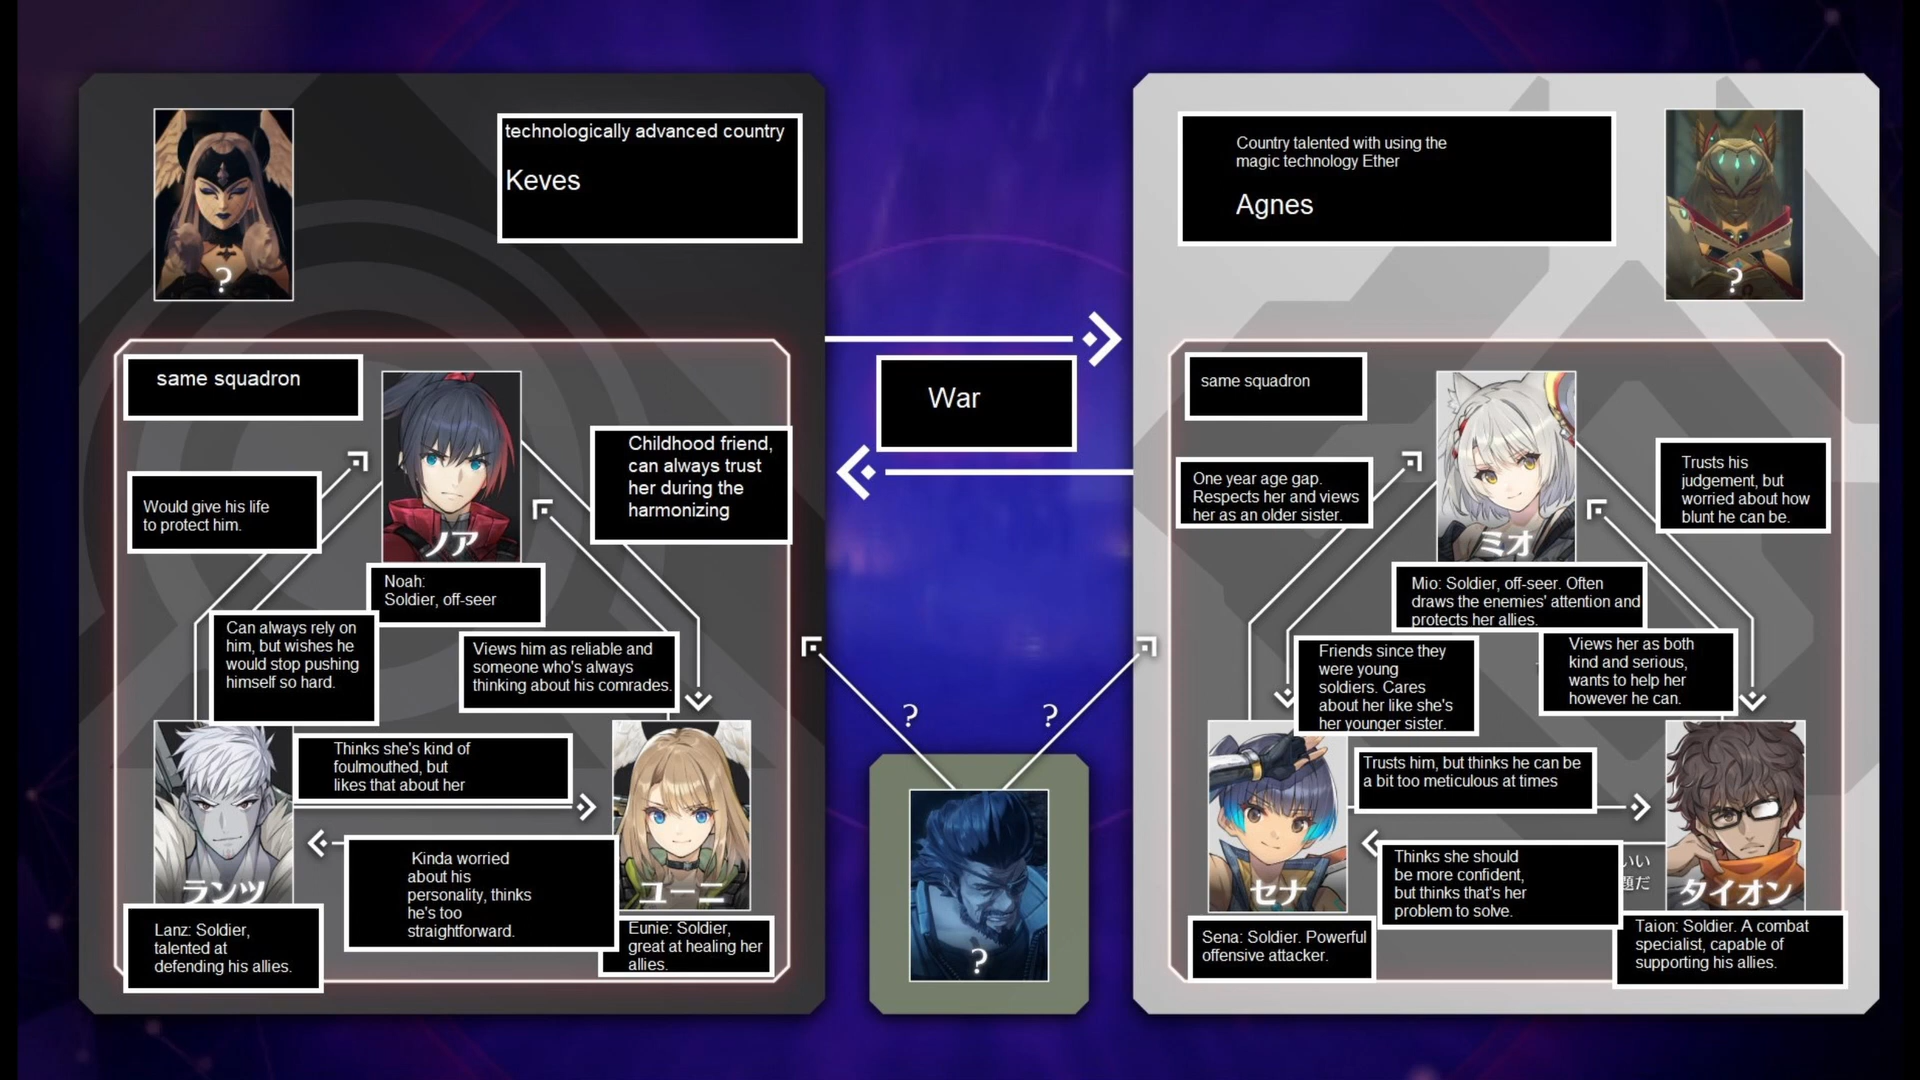 technologically advanced country
Keves
?
same squadron
Would give his life
to protect him.
ノア
Noah:
Soldier, off-seer
Childhood friend,
can always trust
her during the
harmonizing
Can always rely on
him, but wishes he
would stop pushing
himself so hard.
Views him as reliable and
someone who's always
thinking about his comrades.
Thinks she's kind of
foulmouthed, but
likes that about her
Kinda worried
about his
personality, thinks
he's too
straightforward.
ランツ
Lanz: Soldier,
talented at
defending his allies.
ユーニ
Eunie: Soldier,
great at healing her
allies.
War
?
?
?
Country talented with using the
magic technology Ether
Agnes
?
same squadron
One year age gap.
Respects her and views
her as an older sister.
ミオ
Mio: Soldier, off-seer. Often
draws the enemies' attention and
protects her allies.
Trusts his
judgement, but
worried about how
blunt he can be.
Friends since they
were young
soldiers. Cares
about her like she's
her younger sister.
Views her as both
kind and serious,
wants to help her
however he can.
Trusts him, but thinks he can be
a bit too meticulous at times
Thinks she should
be more confident,
but thinks that's her
problem to solve.
いい
題だ
セナ
Sena: Soldier. Powerful
offensive attacker.
タイオン
Taion: Soldier. A combat
specialist, capable of
supporting his allies.